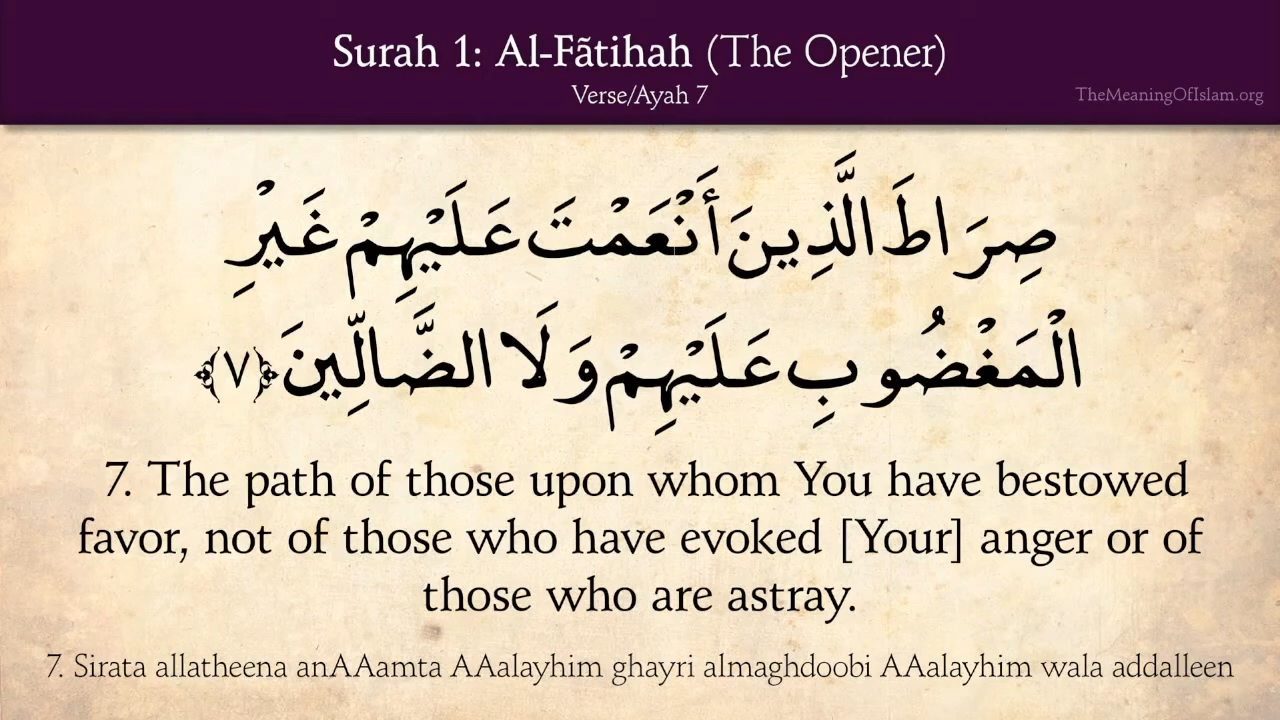 Surah 1: Al-Fãtihah (The Opener)
Verse/Ayah 7
TheMeaningOfIslam.org
صِرَاطَ الَّذِينَ أَنْعَمْتَ عَلَيْهِمْ غَيْرِ
الْمَغْضُوبِ عَلَيْهِمْ وَلَا الضَّالِّينَ ﴿٧﴾
7. The path of those upon whom You have bestowed
favor, not of those who have evoked [Your] anger or of
those who are astray.
7. Sirata allatheena anAAamta AAalayhim ghayri almaghdoobi AAalayhim wala addalleen